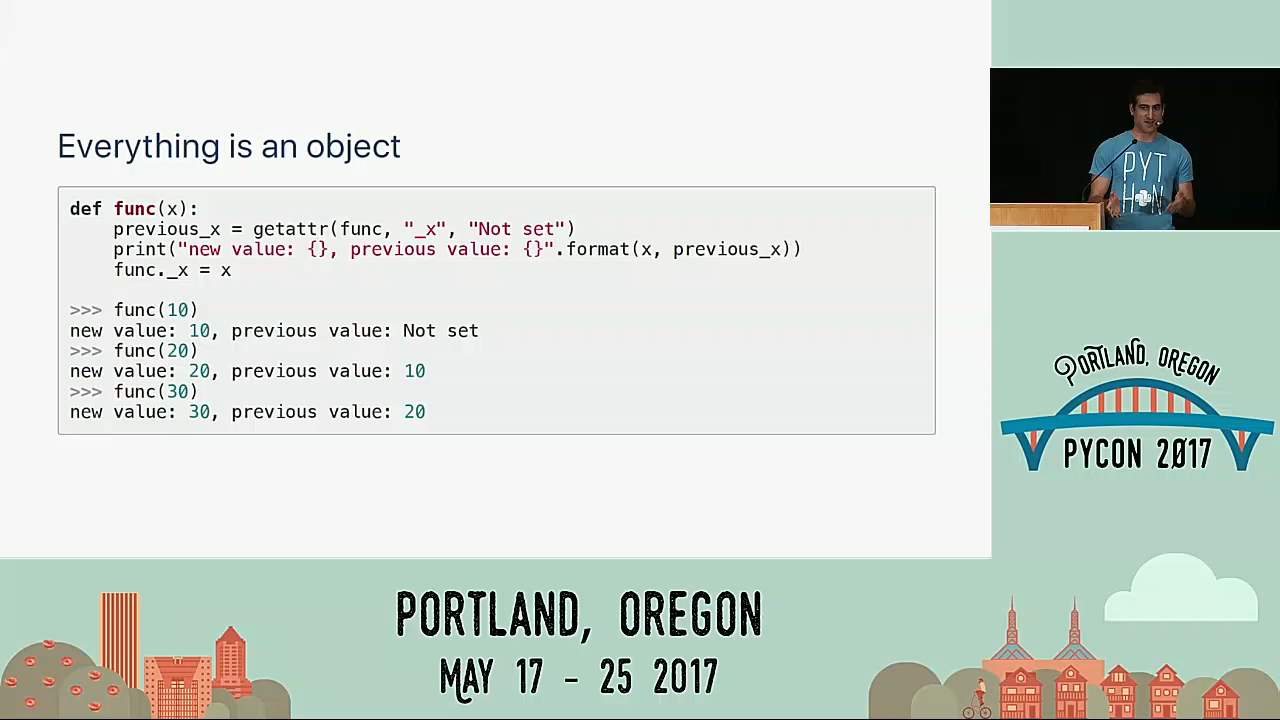 Everything is an object
def func(x):
    previous_x = getattr(func, "_x", "Not set")
    print("new value: {}, previous value: {}".format(x, previous_x))
    func._x = x
>>> func(10)
new value: 10, previous value: Not set
>>> func(20)
new value: 20, previous value: 10
>>> func(30)
new value: 30, previous value: 20
PYT
HON
PORTLAND, OREGON
PYCON 2017
PORTLAND, OREGON
MAY 17 - 25 2017